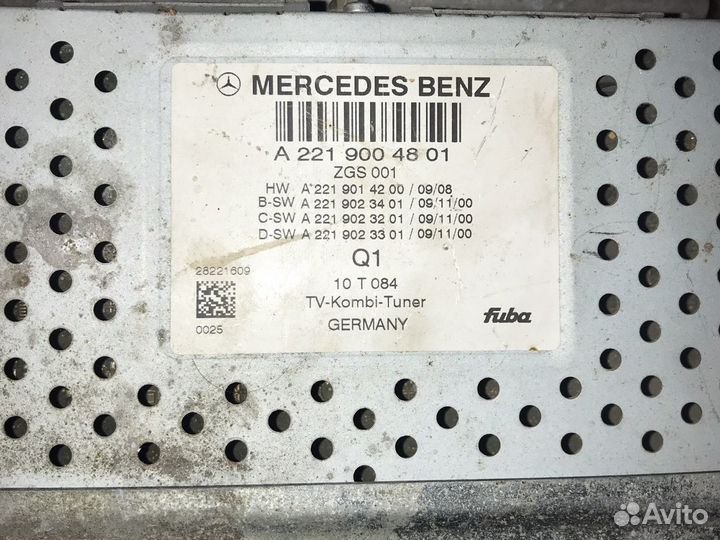 MERCEDES BENZ
A 221 900 48 01
ZGS 001
HW A 221 901 42 00 / 09/08
B-SW A 221 902 34 01 / 09/11/00
C-SW A 221 902 32 01 / 09/11/00
D-SW A 221 902 33 01 / 09/11/00
Q1
28221609
10 T 084
TV-Kombi-Tuner
0025
GERMANY
fuba
Avito